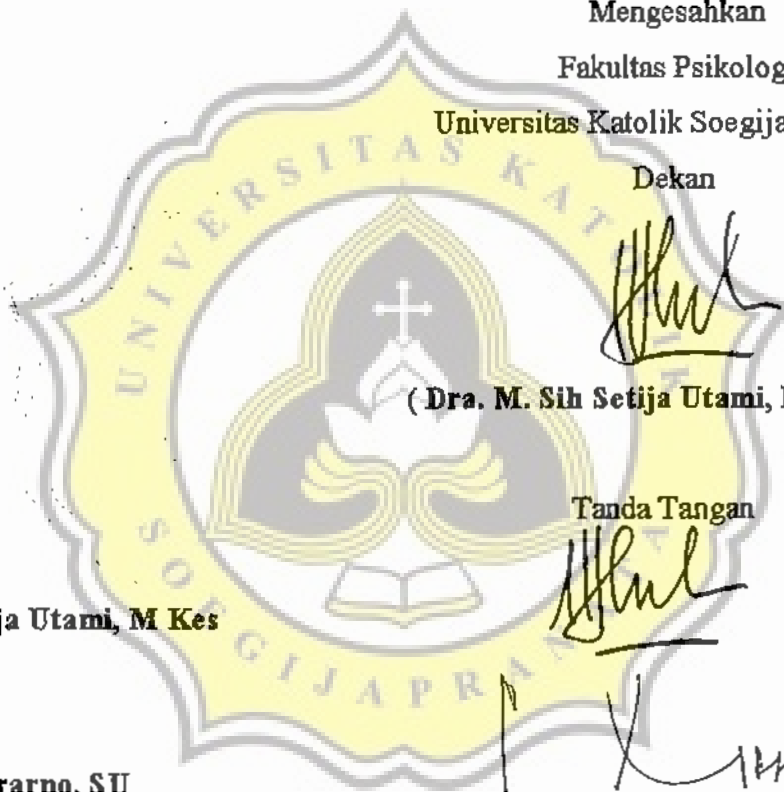 Mengesahkan
Fakultas Psikolog
Universitas Katolik Soegija
Dekan
( Dra. M. Sih Setija Utami,
Tanda Tangan
ja Utami, M Kes
rarno, SU
UNIVERSITAS KATOLIK
SOEGIJAPRANATA